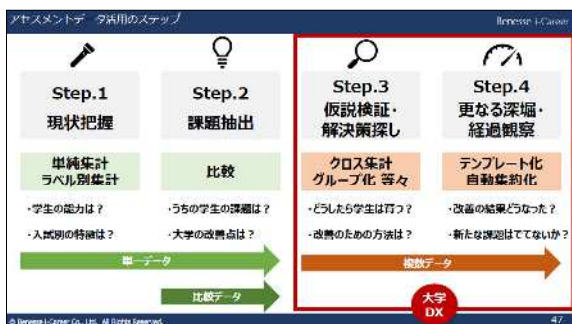 アセスメントデータ活用のステップ
Benesse i-Career
Step.1
現状把握
単純集計
ラベル別集計
・学生の能力は？
・入試別の特徴は？
Step.2
課題抽出
比較
・うちの学生の課題は？
・大学の改善点は？
Step.3
仮説検証・
解決策探し
クロス集計
グループ化 等々
・どうしたら学生は育つ？
・改善のための方法は？
Step.4
更なる深堀・
経過観察
テンプレート化
自動集約化
・改善の結果どうなった？
・新たな課題はでてないか？
単一データ
複数データ
比較データ
大学
DX
© Benesse i-Career Co., Ltd. All Rights Reserved.
47